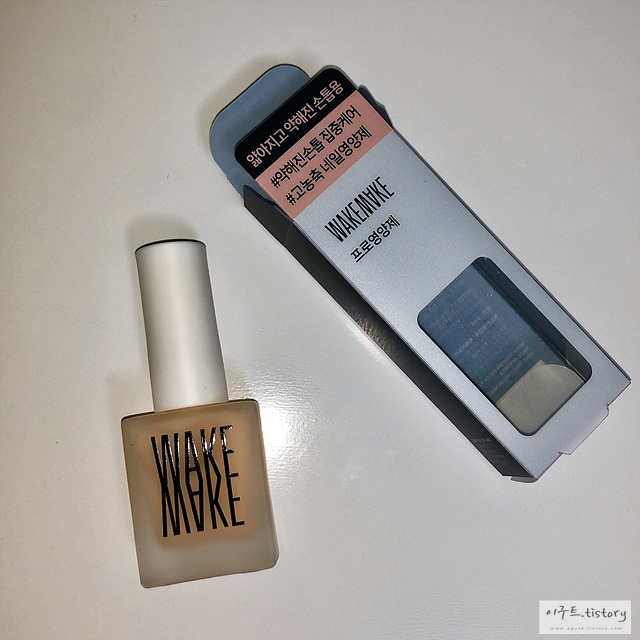 얇아지고 약해진 손톱용
#약해진손톱 집중케어
#고농축 네일영양제
WAKEMAKE
프로영양제
WAKE
MAKE
이주트.tistory